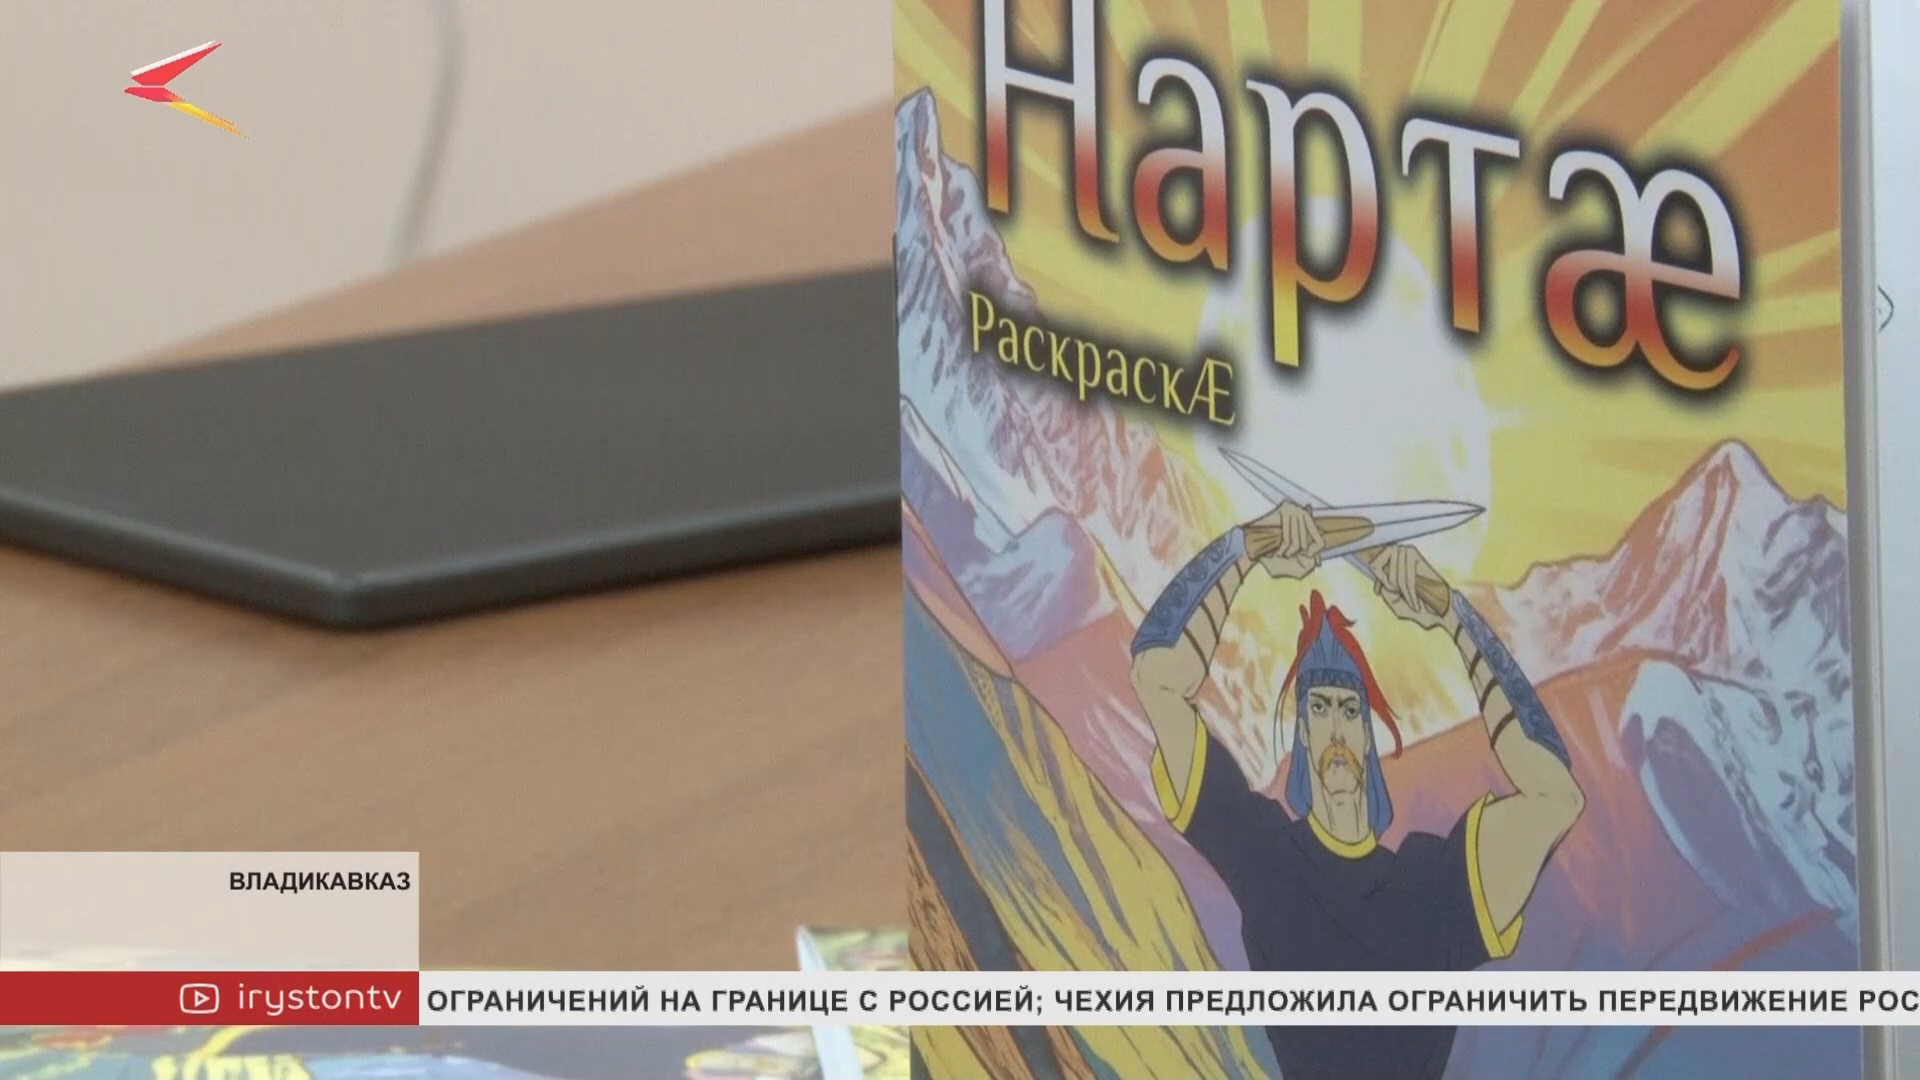 Нартæ
РаскраскÆ
ВЛАДИКАВКАЗ
irystontv
ОГРАНИЧЕНИЙ НА ГРАНИЦЕ С РОССИЕЙ; ЧЕХИЯ ПРЕДЛОЖИЛА ОГРАНИЧИТЬ ПЕРЕДВИЖЕНИЕ РОС